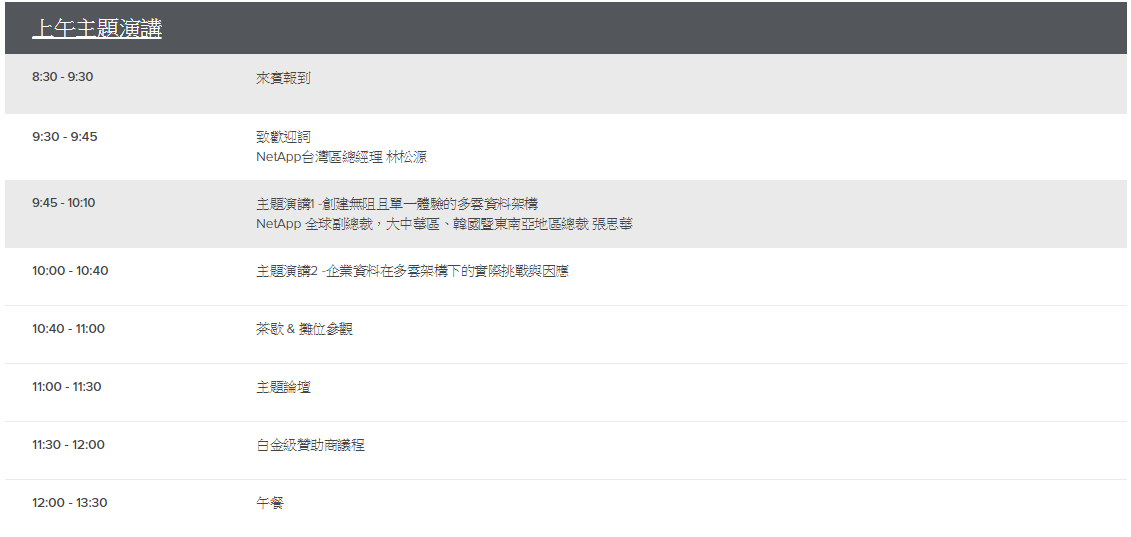 上午主題演講
8:30 - 9:30 來賓報到
9:30 - 9:45 致歡迎詞
NetApp台灣區總經理 林松源
9:45 - 10:10 主題演講1 -創建無阻且單一體驗的多雲資料架構
NetApp 全球副總裁，大中華區、韓國暨東南亞地區總裁 張思華
10:00 - 10:40 主題演講2 -企業資料在多雲架構下的實際挑戰與因應
10:40 - 11:00 茶歇 & 攤位參觀
11:00 - 11:30 主題論壇
11:30 - 12:00 白金級贊助商議程
12:00 - 13:30 午餐